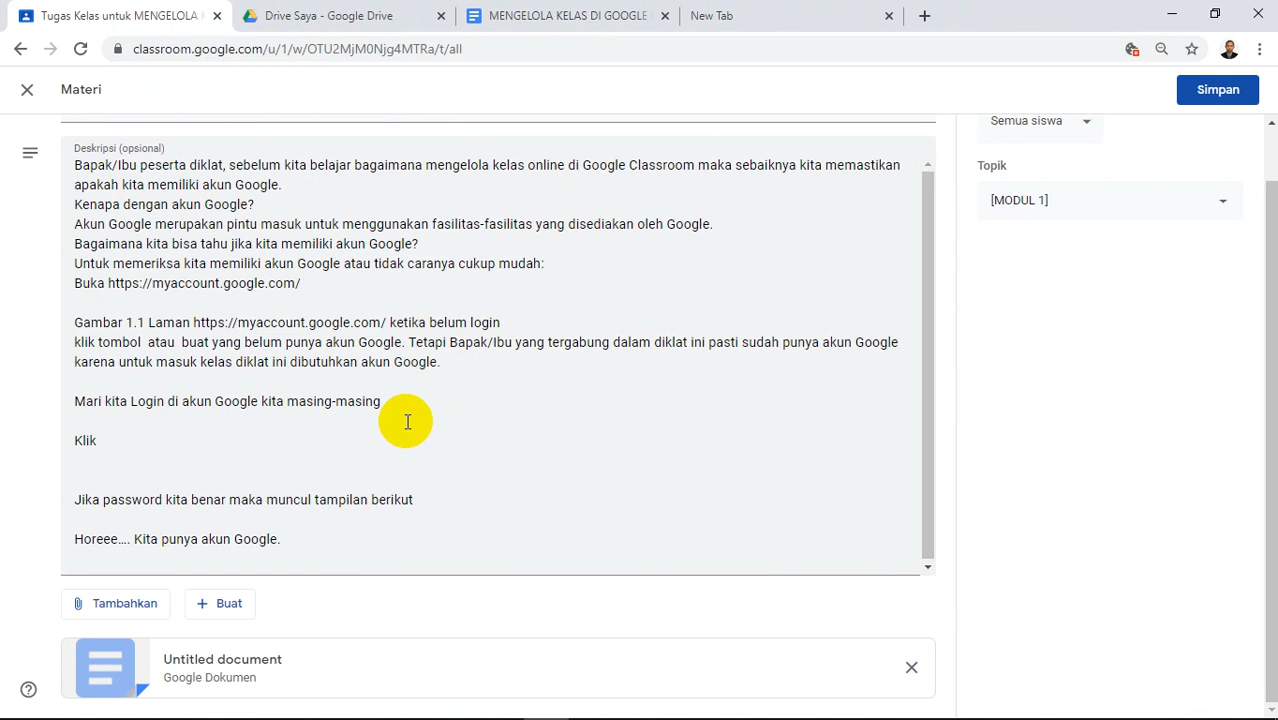 Tugas Kelas untuk MENGELOLA K
Drive Saya - Google Drive
MENGELOLA KELAS DI GOOGLE
New Tab
classroom.google.com/u/1/w/OTU2MjM0Njg4MTRa/t/all
Materi
Simpan
Semua siswa
Deskripsi (opsional)
Topik
[MODUL 1]
Bapak/Ibu peserta diklat, sebelum kita belajar bagaimana mengelola kelas online di Google Classroom maka sebaiknya kita memastikan
apakah kita memiliki akun Google.
Kenapa dengan akun Google?
Akun Google merupakan pintu masuk untuk menggunakan fasilitas-fasilitas yang disediakan oleh Google.
Bagaimana kita bisa tahu jika kita memiliki akun Google?
Untuk memeriksa kita memiliki akun Google atau tidak caranya cukup mudah:
Buka https://myaccount.google.com/
Gambar 1.1 Laman https://myaccount.google.com/ ketika belum login
klik tombol  atau  buat yang belum punya akun Google. Tetapi Bapak/Ibu yang tergabung dalam diklat ini pasti sudah punya akun Google
karena untuk masuk kelas diklat ini dibutuhkan akun Google.
Mari kita Login di akun Google kita masing-masing
Klik
Jika password kita benar maka muncul tampilan berikut
Horeee.... Kita punya akun Google.
Tambahkan
Buat
Untitled document
Google Dokumen